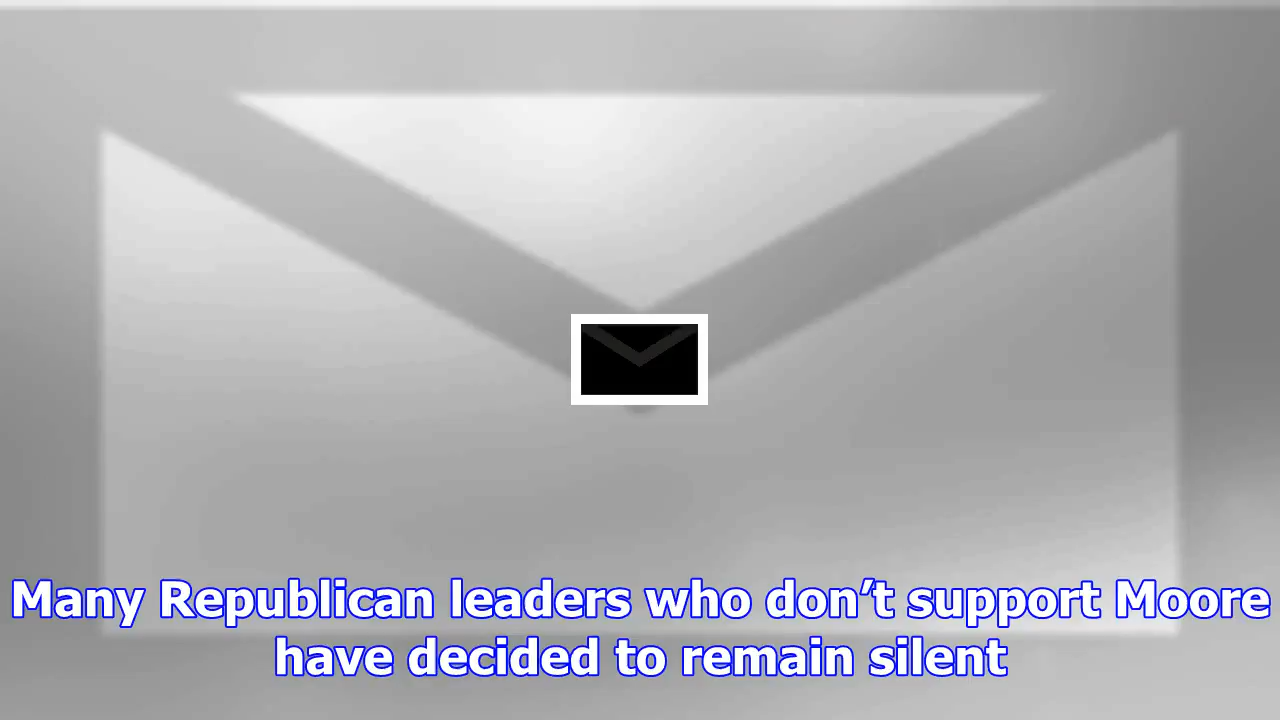 Many Republican leaders who don’t support Moore
have decided to remain silent